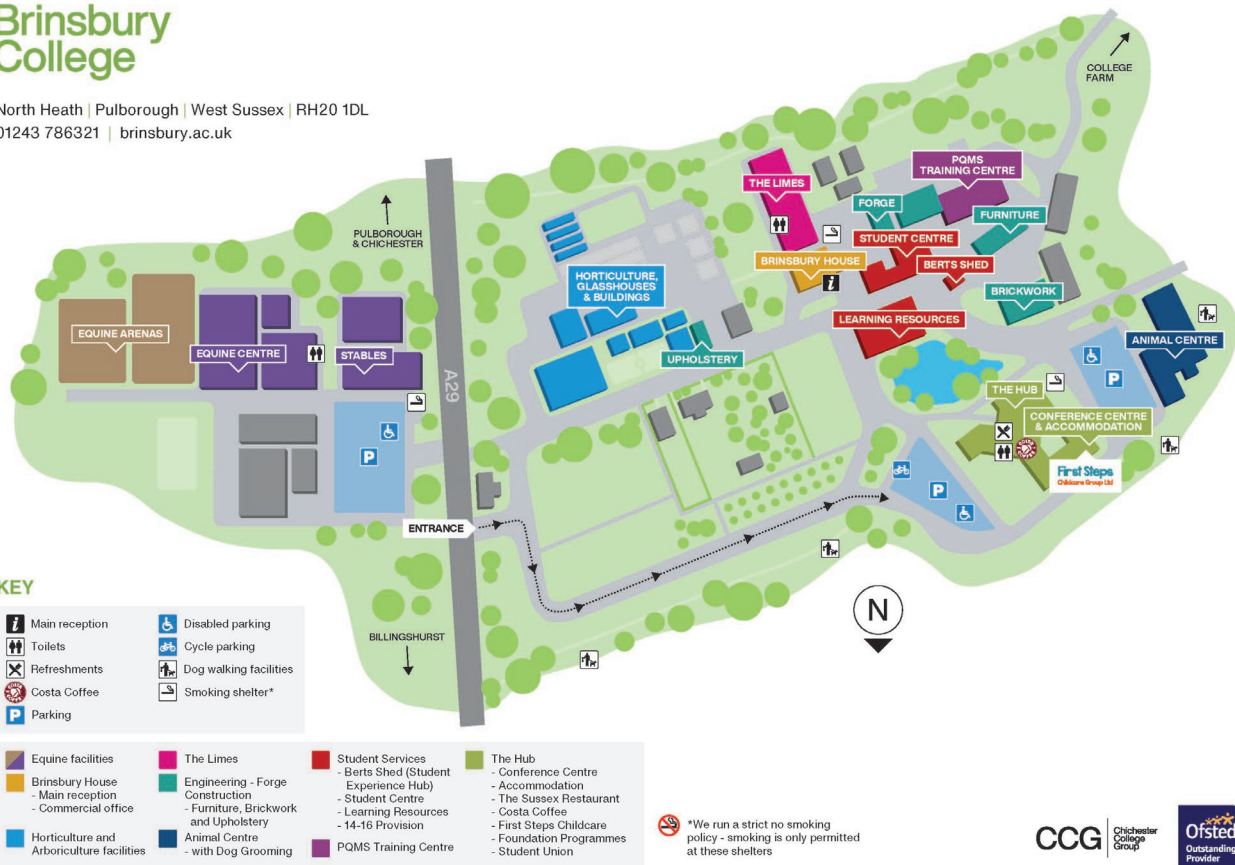 Brinsbury
College
North Heath | Pulborough | West Sussex | RH20 1DL
01243 786321 | brinsbury.ac.uk
COLLEGE
FARM
PULBOROUGH
& CHICHESTER
THE LIMES
PQMS
TRAINING CENTRE
FORGE
FURNITURE
STUDENT CENTRE
BRINSBURY HOUSE
BERTS SHED
i
HORTICULTURE,
GLASSHOUSES
& BUILDINGS
BRICKWORK
LEARNING RESOURCES
EQUINE ARENAS
EQUINE CENTRE
STABLES
UPHOLSTERY
ANIMAL CENTRE
A29
P
THE HUB
CONFERENCE CENTRE
& ACCOMMODATION
P
First Steps
Childcare Group Ltd
P
ENTRANCE
N
BILLINGSHURST
KEY
i Main reception
Toilets
Refreshments
Costa Coffee
P Parking
Disabled parking
Cycle parking
Dog walking facilities
Smoking shelter*
Equine facilities
Brinsbury House
- Main reception
- Commercial office
Horticulture and
Arboriculture facilities
The Limes
Engineering - Forge
Construction
- Furniture, Brickwork
and Upholstery
Animal Centre
- with Dog Grooming
Student Services
- Berts Shed (Student
Experience Hub)
- Student Centre
- Learning Resources
- 14-16 Provision
PQMS Training Centre
The Hub
- Conference Centre
- Accommodation
- The Sussex Restaurant
- Costa Coffee
- First Steps Childcare
- Foundation Programmes
- Student Union
*We run a strict no smoking
policy - smoking is only permitted
at these shelters
CCG
Chichester
College
Group
Ofsted
Outstanding
Provider